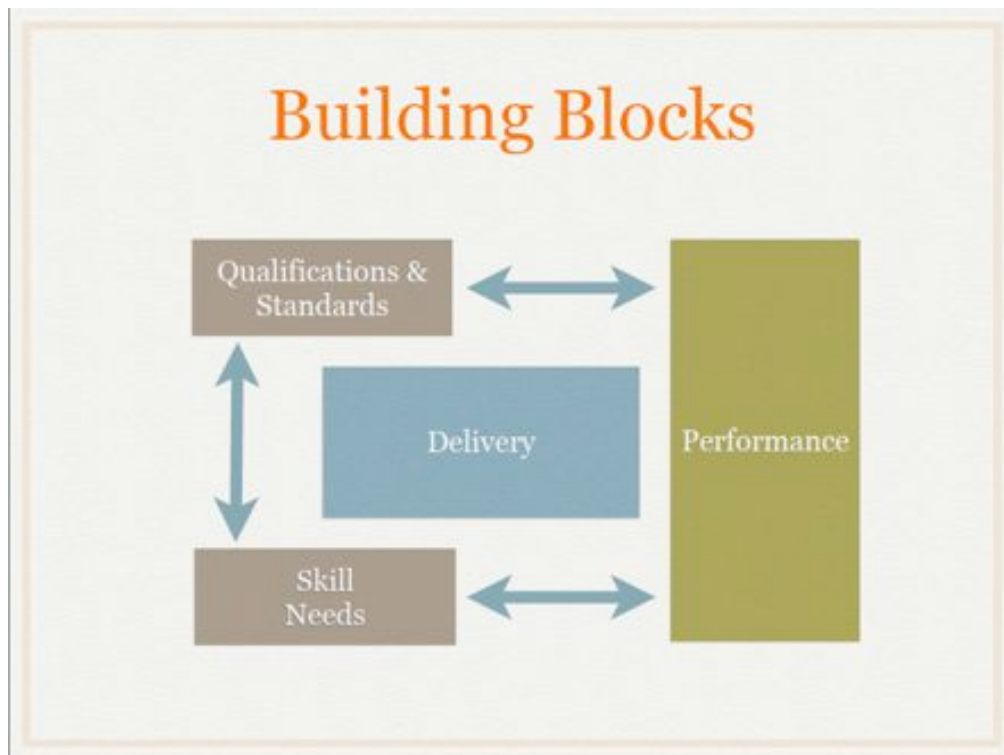 Building Blocks
Qualifications &
Standards
Delivery
Performance
Skill
Needs